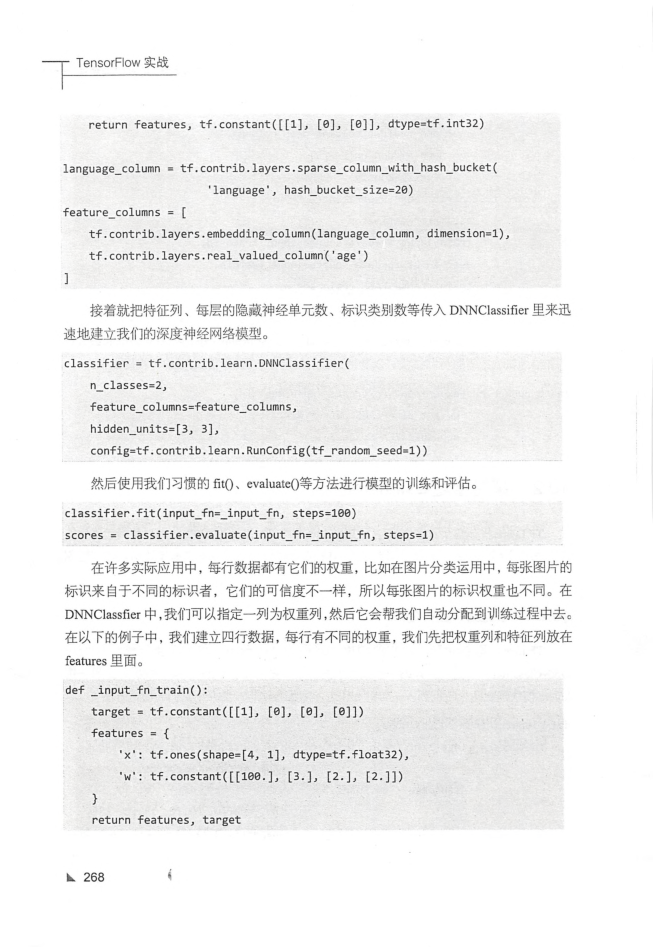 TensorFlow 实战
return features, tf.constant([[1], [0], [0]], dtype=tf.int32)
language_column = tf.contrib.layers.sparse_column_with_hash_bucket(
'language', hash_bucket_size=20)
feature_columns = [
tf.contrib.layers.embedding_column(language_column, dimension=1),
tf.contrib.layers.real_valued_column('age')
]
接着就把特征列、每层的隐藏神经单元数、标识类别数等传入 DNNClassifier 里来迅
速地建立我们的深度神经网络模型。
classifier = tf.contrib.learn.DNNClassifier(
n_classes=2,
feature_columns=feature_columns,
hidden_units=[3, 3],
config=tf.contrib.learn.RunConfig(tf_random_seed=1))
然后使用我们习惯的 fit()、evaluate()等方法进行模型的训练和评估。
classifier.fit(input_fn=_input_fn, steps=100)
scores = classifier.evaluate(input_fn=_input_fn, steps=1)
在许多实际应用中，每行数据都有它们的权重，比如在图片分类运用中，每张图片的
标识来自于不同的标识者，它们的可信度不一样，所以每张图片的标识权重也不同。在
DNNClassfier 中，我们可以指定一列为权重列，然后它会帮我们自动分配到训练过程中去。
在以下的例子中，我们建立四行数据，每行有不同的权重，我们先把权重列和特征列放在
features 里面。
def _input_fn_train():
target = tf.constant([[1], [0], [0], [0]])
features = {
'x': tf.ones(shape=[4, 1], dtype=tf.float32),
'w': tf.constant([[100.], [3.], [2.], [2.]])
}
return features, target
268